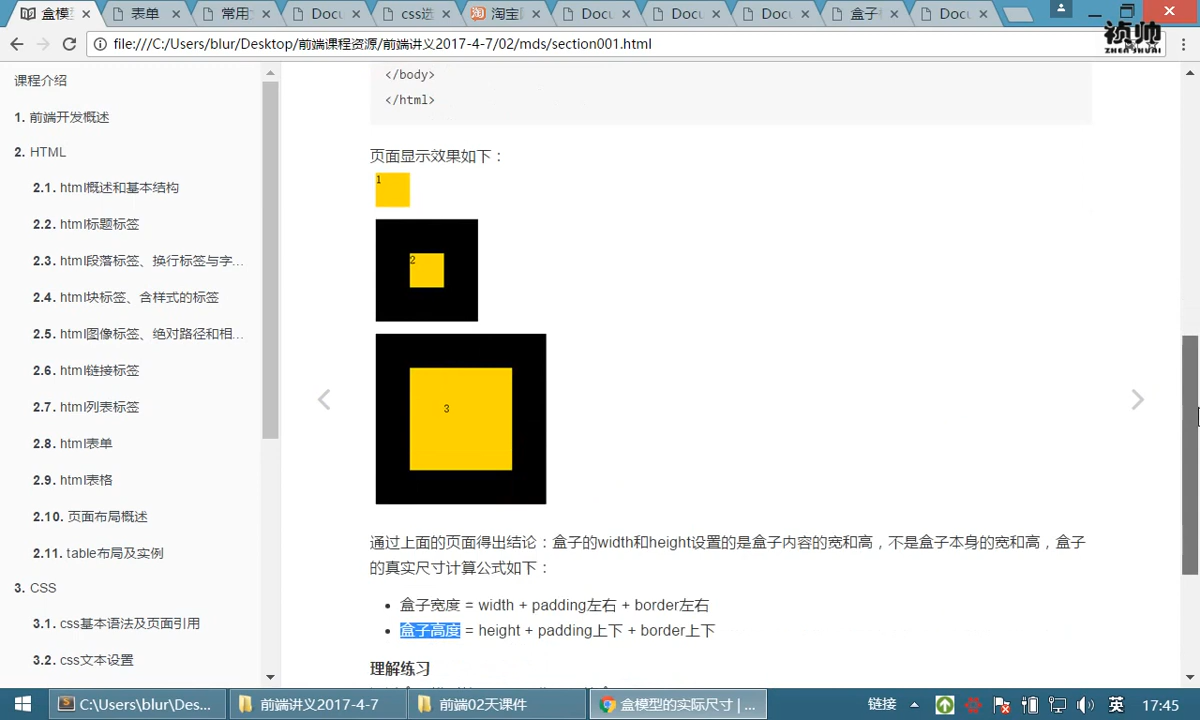 盒模 表单 常用 Docu css选 淘宝 Docu Docu Docu 盒子 Docu
file:///C:/Users/blur/Desktop/前端课程资源/前端讲义2017-4-7/02/mds/section001.html
祯帅
ZHEN SHUAI
课程介绍
1. 前端开发概述
2. HTML
2.1. html概述和基本结构
2.2. html标题标签
2.3. html段落标签、换行标签与字...
2.4. html块标签、含样式的标签
2.5. html图像标签、绝对路径和相...
2.6. html链接标签
2.7. html列表标签
2.8. html表单
2.9. html表格
2.10. 页面布局概述
2.11. table布局及实例
3. CSS
3.1. css基本语法及页面引用
3.2. css文本设置
</body>
</html>
页面显示效果如下：
1
2
3
通过上面的页面得出结论：盒子的width和height设置的是盒子内容的宽和高，不是盒子本身的宽和高，盒子
的真实尺寸计算公式如下：
• 盒子宽度 = width + padding左右 + border左右
• 盒子高度 = height + padding上下 + border上下
理解练习
C:\Users\blur\Des... 前端讲义2017-4-7 前端02天课件 盒模型的实际尺寸 | ... 链接 英 17:45